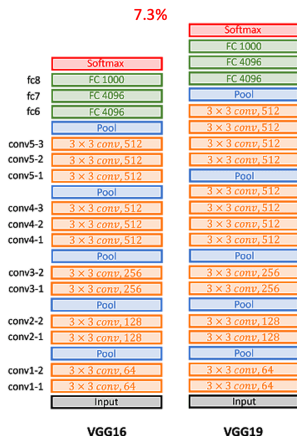 7.3%
Softmax
fc8 FC 1000
fc7 FC 4096
fc6 FC 4096
Pool
conv5-3 3 × 3 conv, 512
conv5-2 3 × 3 conv, 512
conv5-1 3 × 3 conv, 512
Pool
conv4-3 3 × 3 conv, 512
conv4-2 3 × 3 conv, 512
conv4-1 3 × 3 conv, 512
Pool
conv3-2 3 × 3 conv, 256
conv3-1 3 × 3 conv, 256
Pool
conv2-2 3 × 3 conv, 128
conv2-1 3 × 3 conv, 128
Pool
conv1-2 3 × 3 conv, 64
conv1-1 3 × 3 conv, 64
Input
VGG16
Softmax
FC 1000
FC 4096
FC 4096
Pool
3 × 3 conv, 512
3 × 3 conv, 512
3 × 3 conv, 512
3 × 3 conv, 512
Pool
3 × 3 conv, 512
3 × 3 conv, 512
3 × 3 conv, 512
3 × 3 conv, 512
Pool
3 × 3 conv, 256
3 × 3 conv, 256
Pool
3 × 3 conv, 128
3 × 3 conv, 128
Pool
3 × 3 conv, 64
3 × 3 conv, 64
Input
VGG19